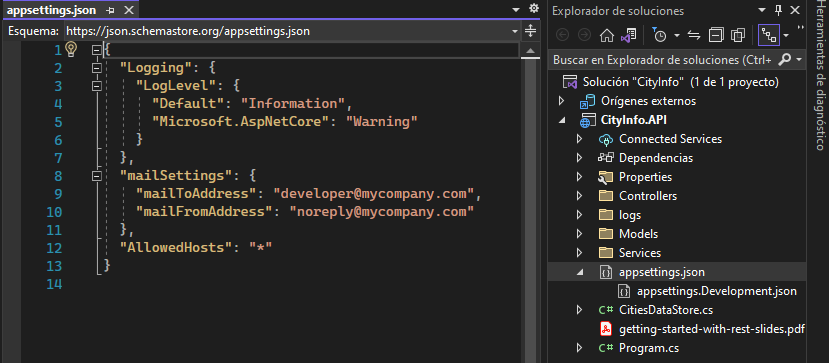 appsettings.json
Esquema: https://json.schemastore.org/appsettings.json
1 {
2 "Logging": {
3 "LogLevel": {
4 "Default": "Information",
5 "Microsoft.AspNetCore": "Warning"
6 }
7 },
8 "mailSettings": {
9 "mailToAddress": "developer@mycompany.com",
10 "mailFromAddress": "noreply@mycompany.com"
11 },
12 "AllowedHosts": "*"
13 }
14
Explorador de soluciones
Buscar en Explorador de soluciones (Ctrl+
Solución "CityInfo" (1 de 1 proyecto)
Orígenes externos
CityInfo.API
Connected Services
Dependencias
Properties
Controllers
logs
Models
Services
appsettings.json
appsettings.Development.json
C# CitiesDataStore.cs
getting-started-with-rest-slides.pdf
C# Program.cs
Herramientas de diagnóstico